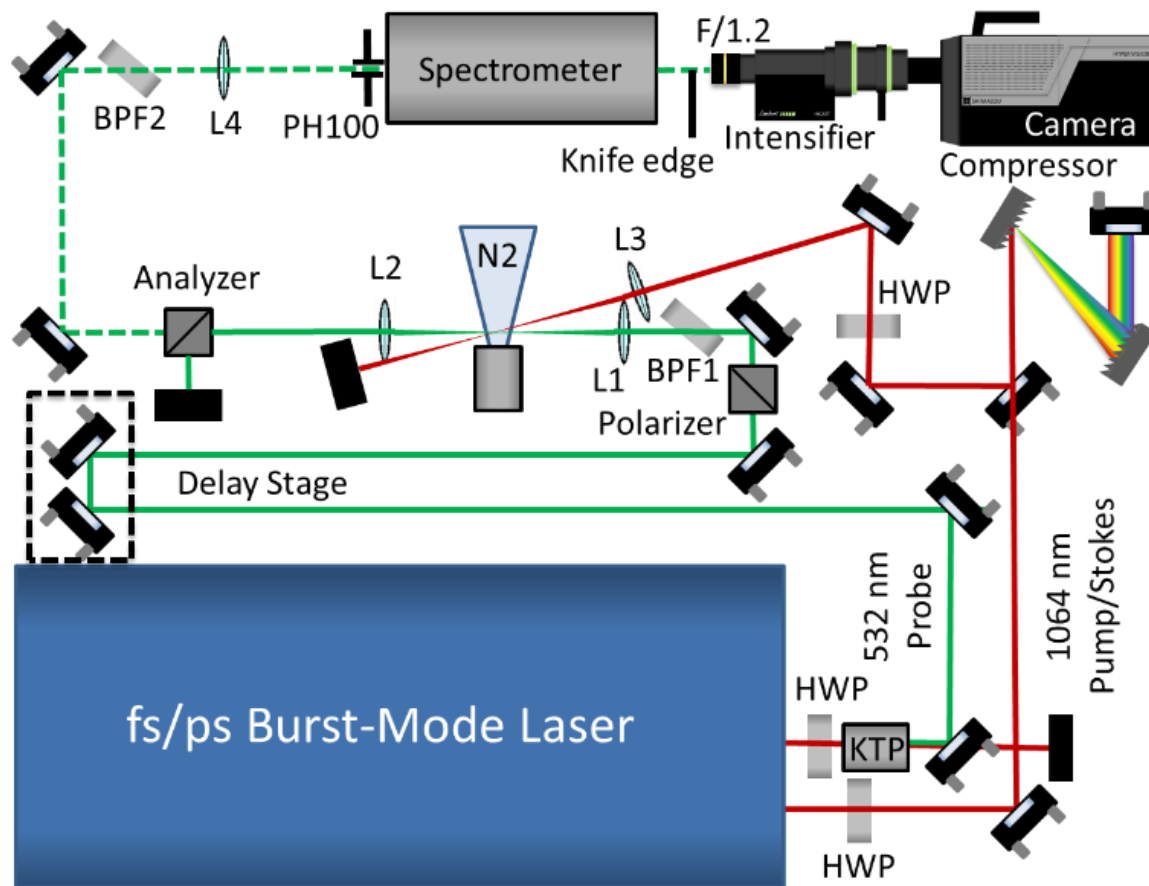 F/1.2
Spectrometer
BPF2
L4
PH100
Knife edge
Intensifier
Camera
Compressor
N2
L3
L2
Analyzer
HWP
L1
BPF1
Polarizer
Delay Stage
532 nm
Probe
1064 nm
Pump/Stokes
HWP
fs/ps Burst-Mode Laser
KTP
HWP